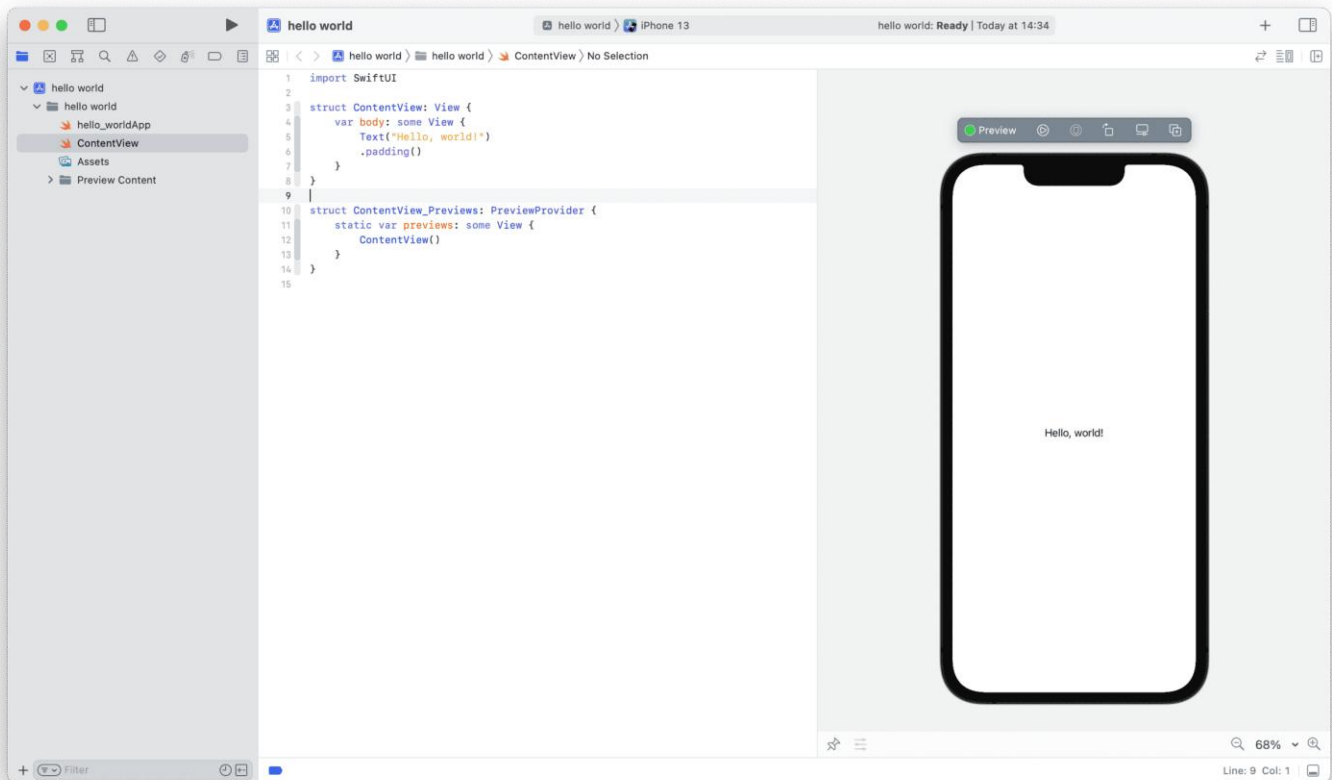 hello world
hello world 〉 iPhone 13
hello world: Ready | Today at 14:34
hello world 〉 hello world 〉 ContentView 〉 No Selection
hello world
hello world
hello_worldApp
ContentView
Assets
Preview Content
1 import SwiftUI
2
3 struct ContentView: View {
4     var body: some View {
5         Text("Hello, world!")
6         .padding()
7     }
8 }
9
10 struct ContentView_Previews: PreviewProvider {
11     static var previews: some View {
12         ContentView()
13     }
14 }
15
Preview
Hello, world!
68%
Filter
Line: 9 Col: 1